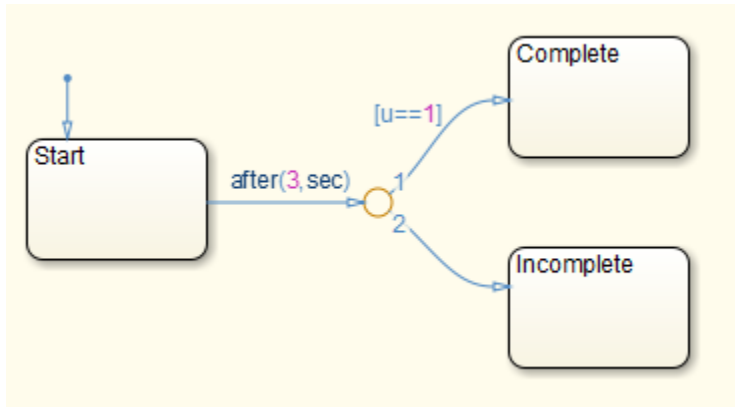 Complete
[u==1]
Start
after(3,sec)
1
2
Incomplete